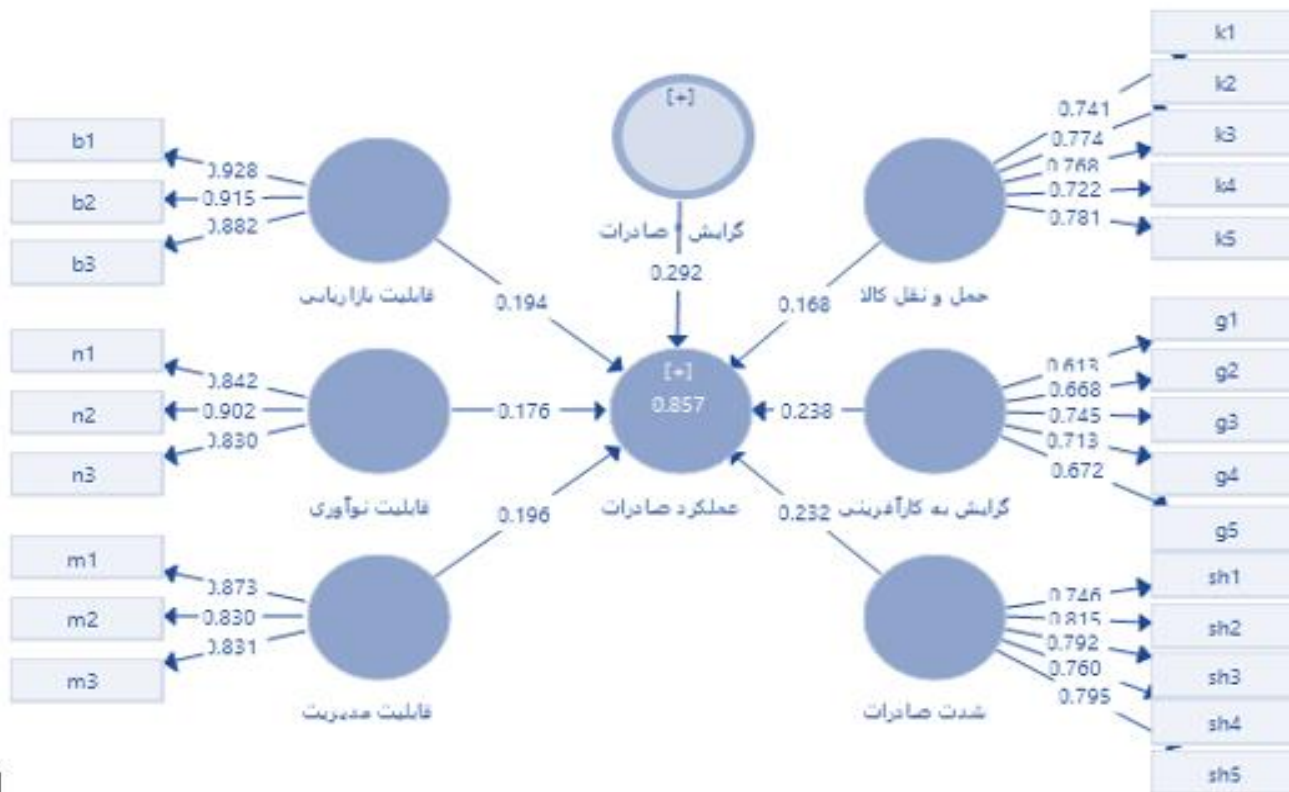 k1
k2
k3
k4
k5
0.741
0.774
0.768
0.722
0.781
[+]
گرایش * صادرات
0.292
b1
b2
b3
0.928
0.915
0.882
قابلیت بازاریابی
0.194
حمل و نقل کالا
0.168
n1
n2
n3
0.842
0.902
0.830
قابلیت نوآوری
0.176
[+]
0.857
عملکرد صادرات
0.238
گرایش به کارآفرینی
g1
g2
g3
g4
g5
0.613
0.668
0.745
0.713
0.672
m1
m2
m3
0.873
0.830
0.831
قابلیت مدیریت
0.196
0.232
شدت صادرات
sh1
sh2
sh3
sh4
sh5
0.746
0.815
0.792
0.760
0.795